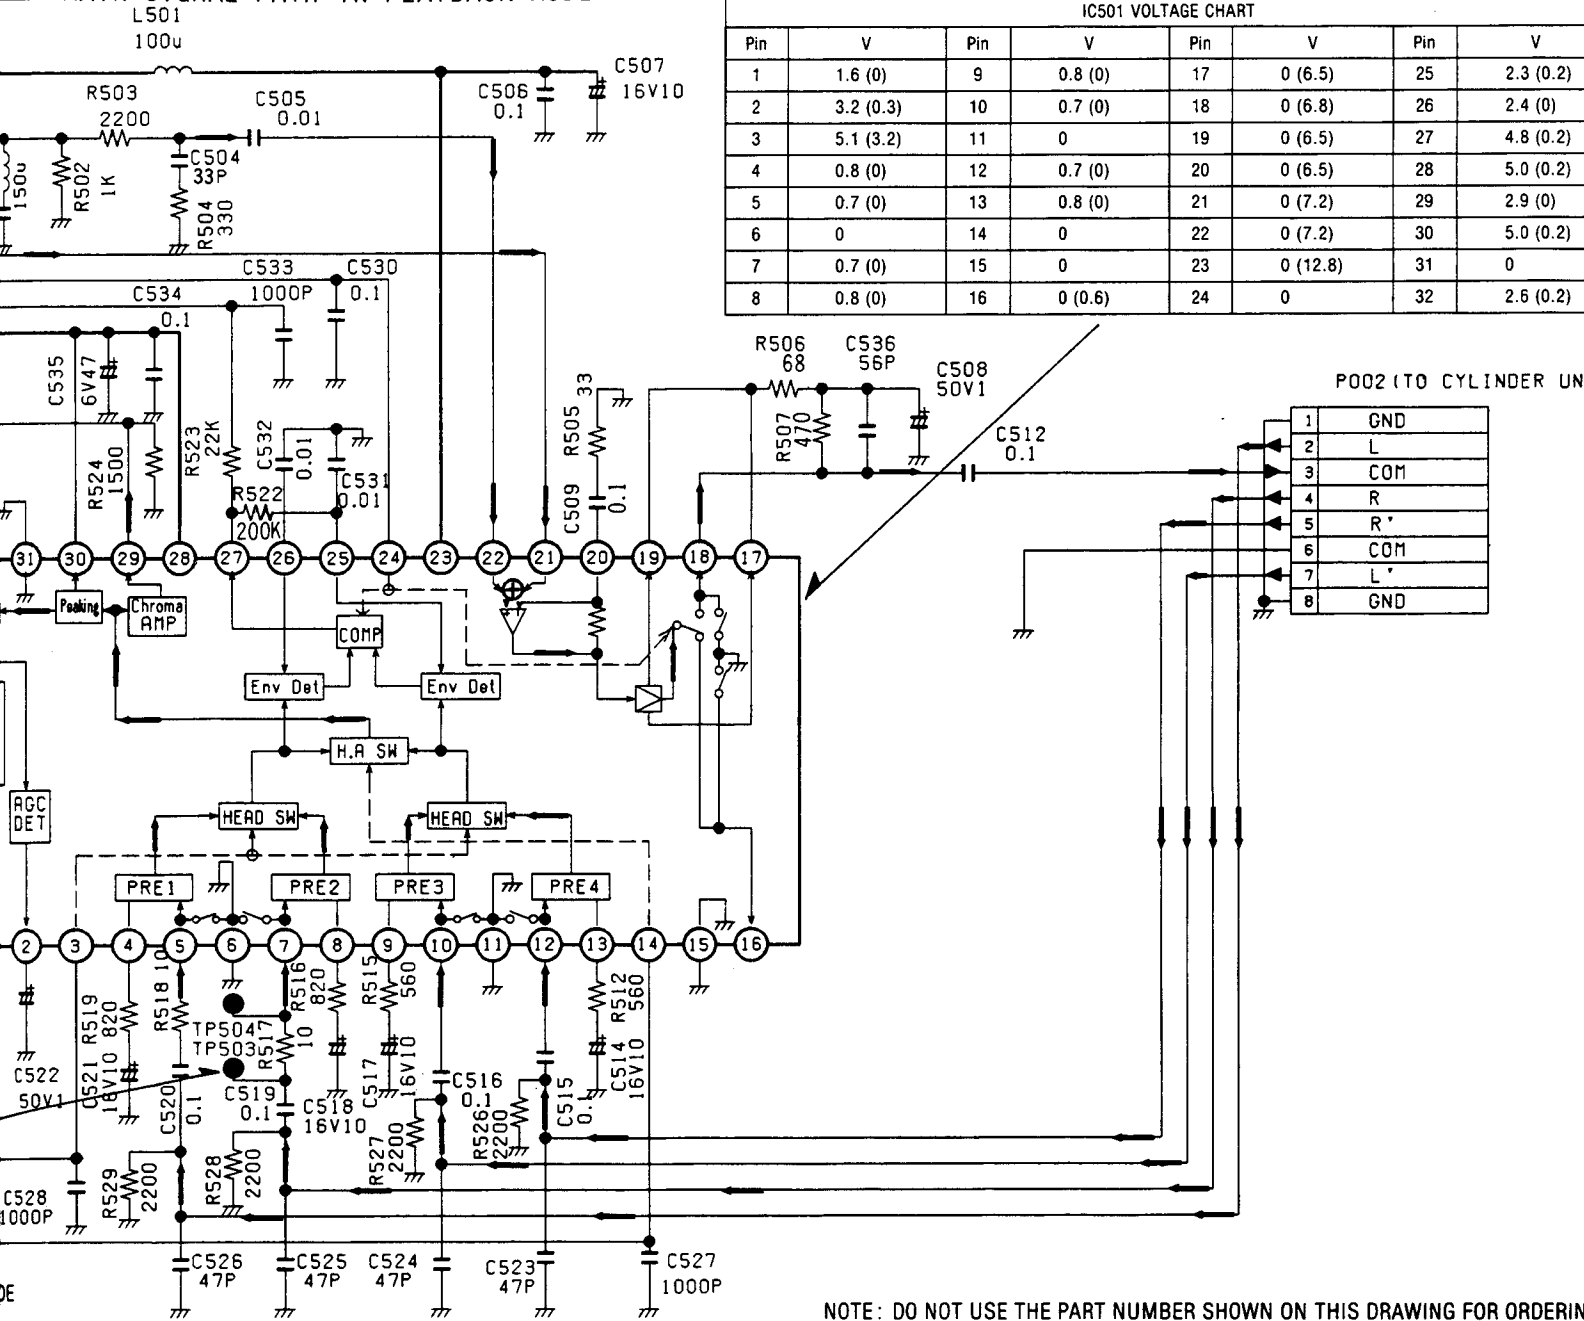 L501
100u
IC501 VOLTAGE CHART
Pin V Pin V Pin V Pin V
1 1.6 (0) 9 0.8 (0) 17 0 (6.5) 25 2.3 (0.2)
2 3.2 (0.3) 10 0.7 (0) 18 0 (6.8) 26 2.4 (0)
3 5.1 (3.2) 11 0 19 0 (6.5) 27 4.8 (0.2)
4 0.8 (0) 12 0.7 (0) 20 0 (6.5) 28 5.0 (0.2)
5 0.7 (0) 13 0.8 (0) 21 0 (7.2) 29 2.9 (0)
6 0 14 0 22 0 (7.2) 30 5.0 (0.2)
7 0.7 (0) 15 0 23 0 (12.8) 31 0
8 0.8 (0) 16 0 (0.6) 24 0 32 2.6 (0.2)
R503
2200
C505
0.01
C506
0.1
C507
16V10
150u
R502
1K
C504
33P
R504
330
C533
1000P
C530
0.1
C534
0.1
C535
6V47
R524
1500
R523
22K
C532
0.01
C531
0.01
R522
200K
R505
33
C509
0.1
R506
68
C536
56P
C508
50V1
R507
470
C512
0.1
P002(TO CYLINDER UN
1 GND
2 L
3 COM
4 R
5 R'
6 COM
7 L'
8 GND
31 30 29 28 27 26 25 24 23 22 21 20 19 18 17
Peaking
Chroma
AMP
COMP
Env Det
Env Det
H.A SW
AGC
DET
HEAD SW
HEAD SW
PRE1
PRE2
PRE3
PRE4
2 3 4 5 6 7 8 9 10 11 12 13 14 15 16
R519
820
R518
10
R516
820
R515
560
R512
560
TP504
TP503
R517
10
C522
50V1
C521
16V10
C520
0.1
C519
0.1
C518
16V10
C517
16V10
C516
0.1
C515
0.1
C514
16V10
R526
2200
R527
2200
R528
2200
R529
2200
C528
1000P
C526
47P
C525
47P
C524
47P
C523
47P
C527
1000P
DE
NOTE: DO NOT USE THE PART NUMBER SHOWN ON THIS DRAWING FOR ORDERIN